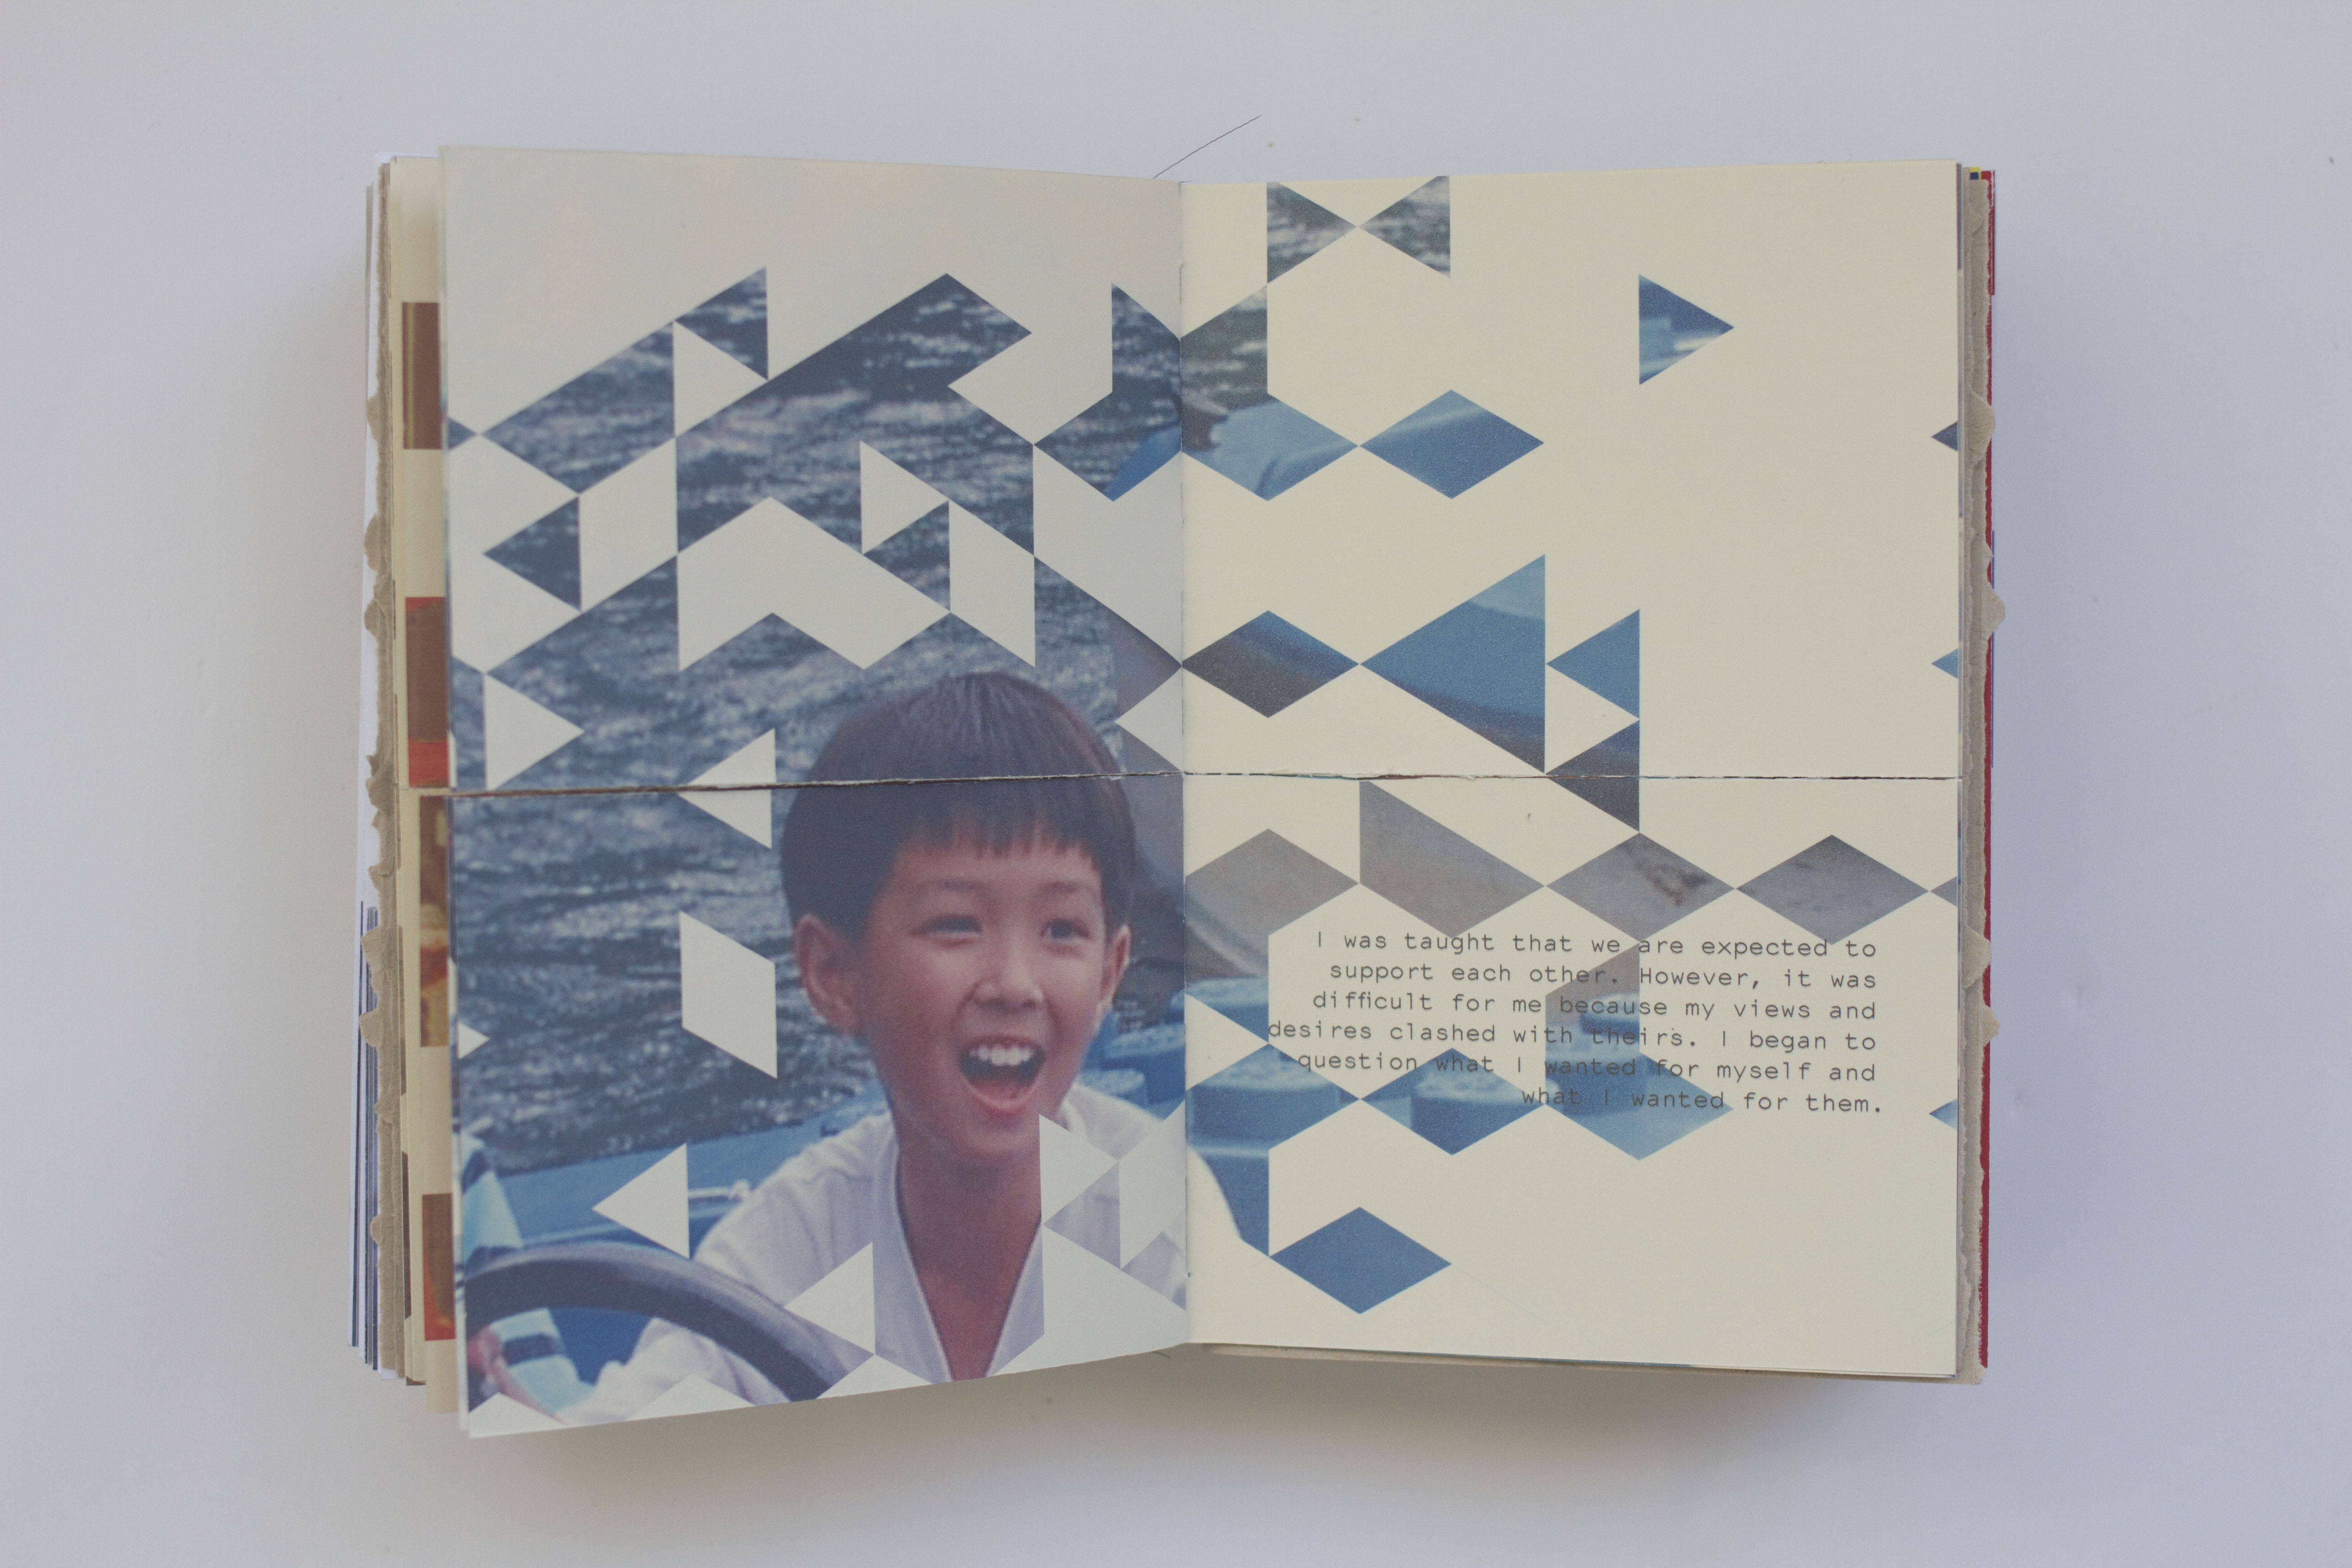 I was taught that we are expected to
support each other. However, it was
difficult for me because my views and
desires clashed with theirs. I began to
question what I wanted for myself and
what I wanted for them.